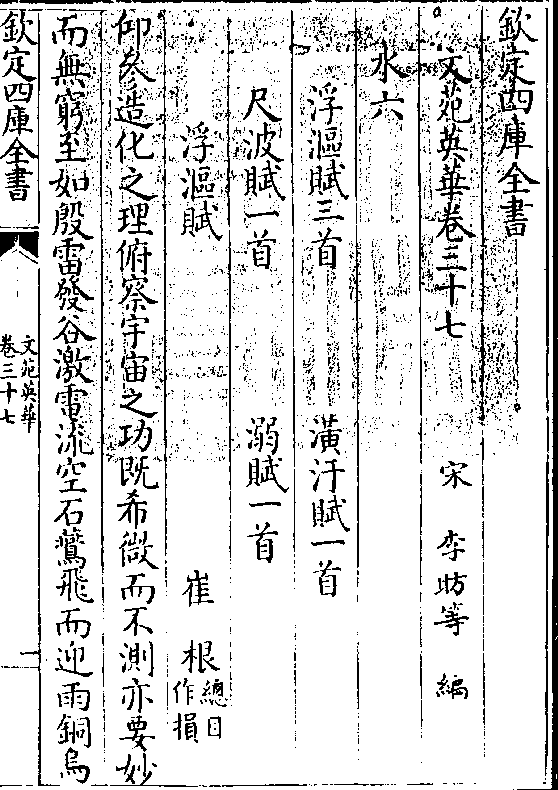 欽定四庫全書
文苑英華卷三十七
宋 李昉等 編
水六
浮漚賦三首 潢汙賦一首
尺波賦一首 溺賦一首
浮漚賦 崔根總目作損
仰叅造化之理俯察宇宙之功既希微而不測亦要妙
而無窮至如殷雷發谷激電流空石鷰飛而迎雨銅烏
欽定四庫全書
文苑英華
卷三十七
一